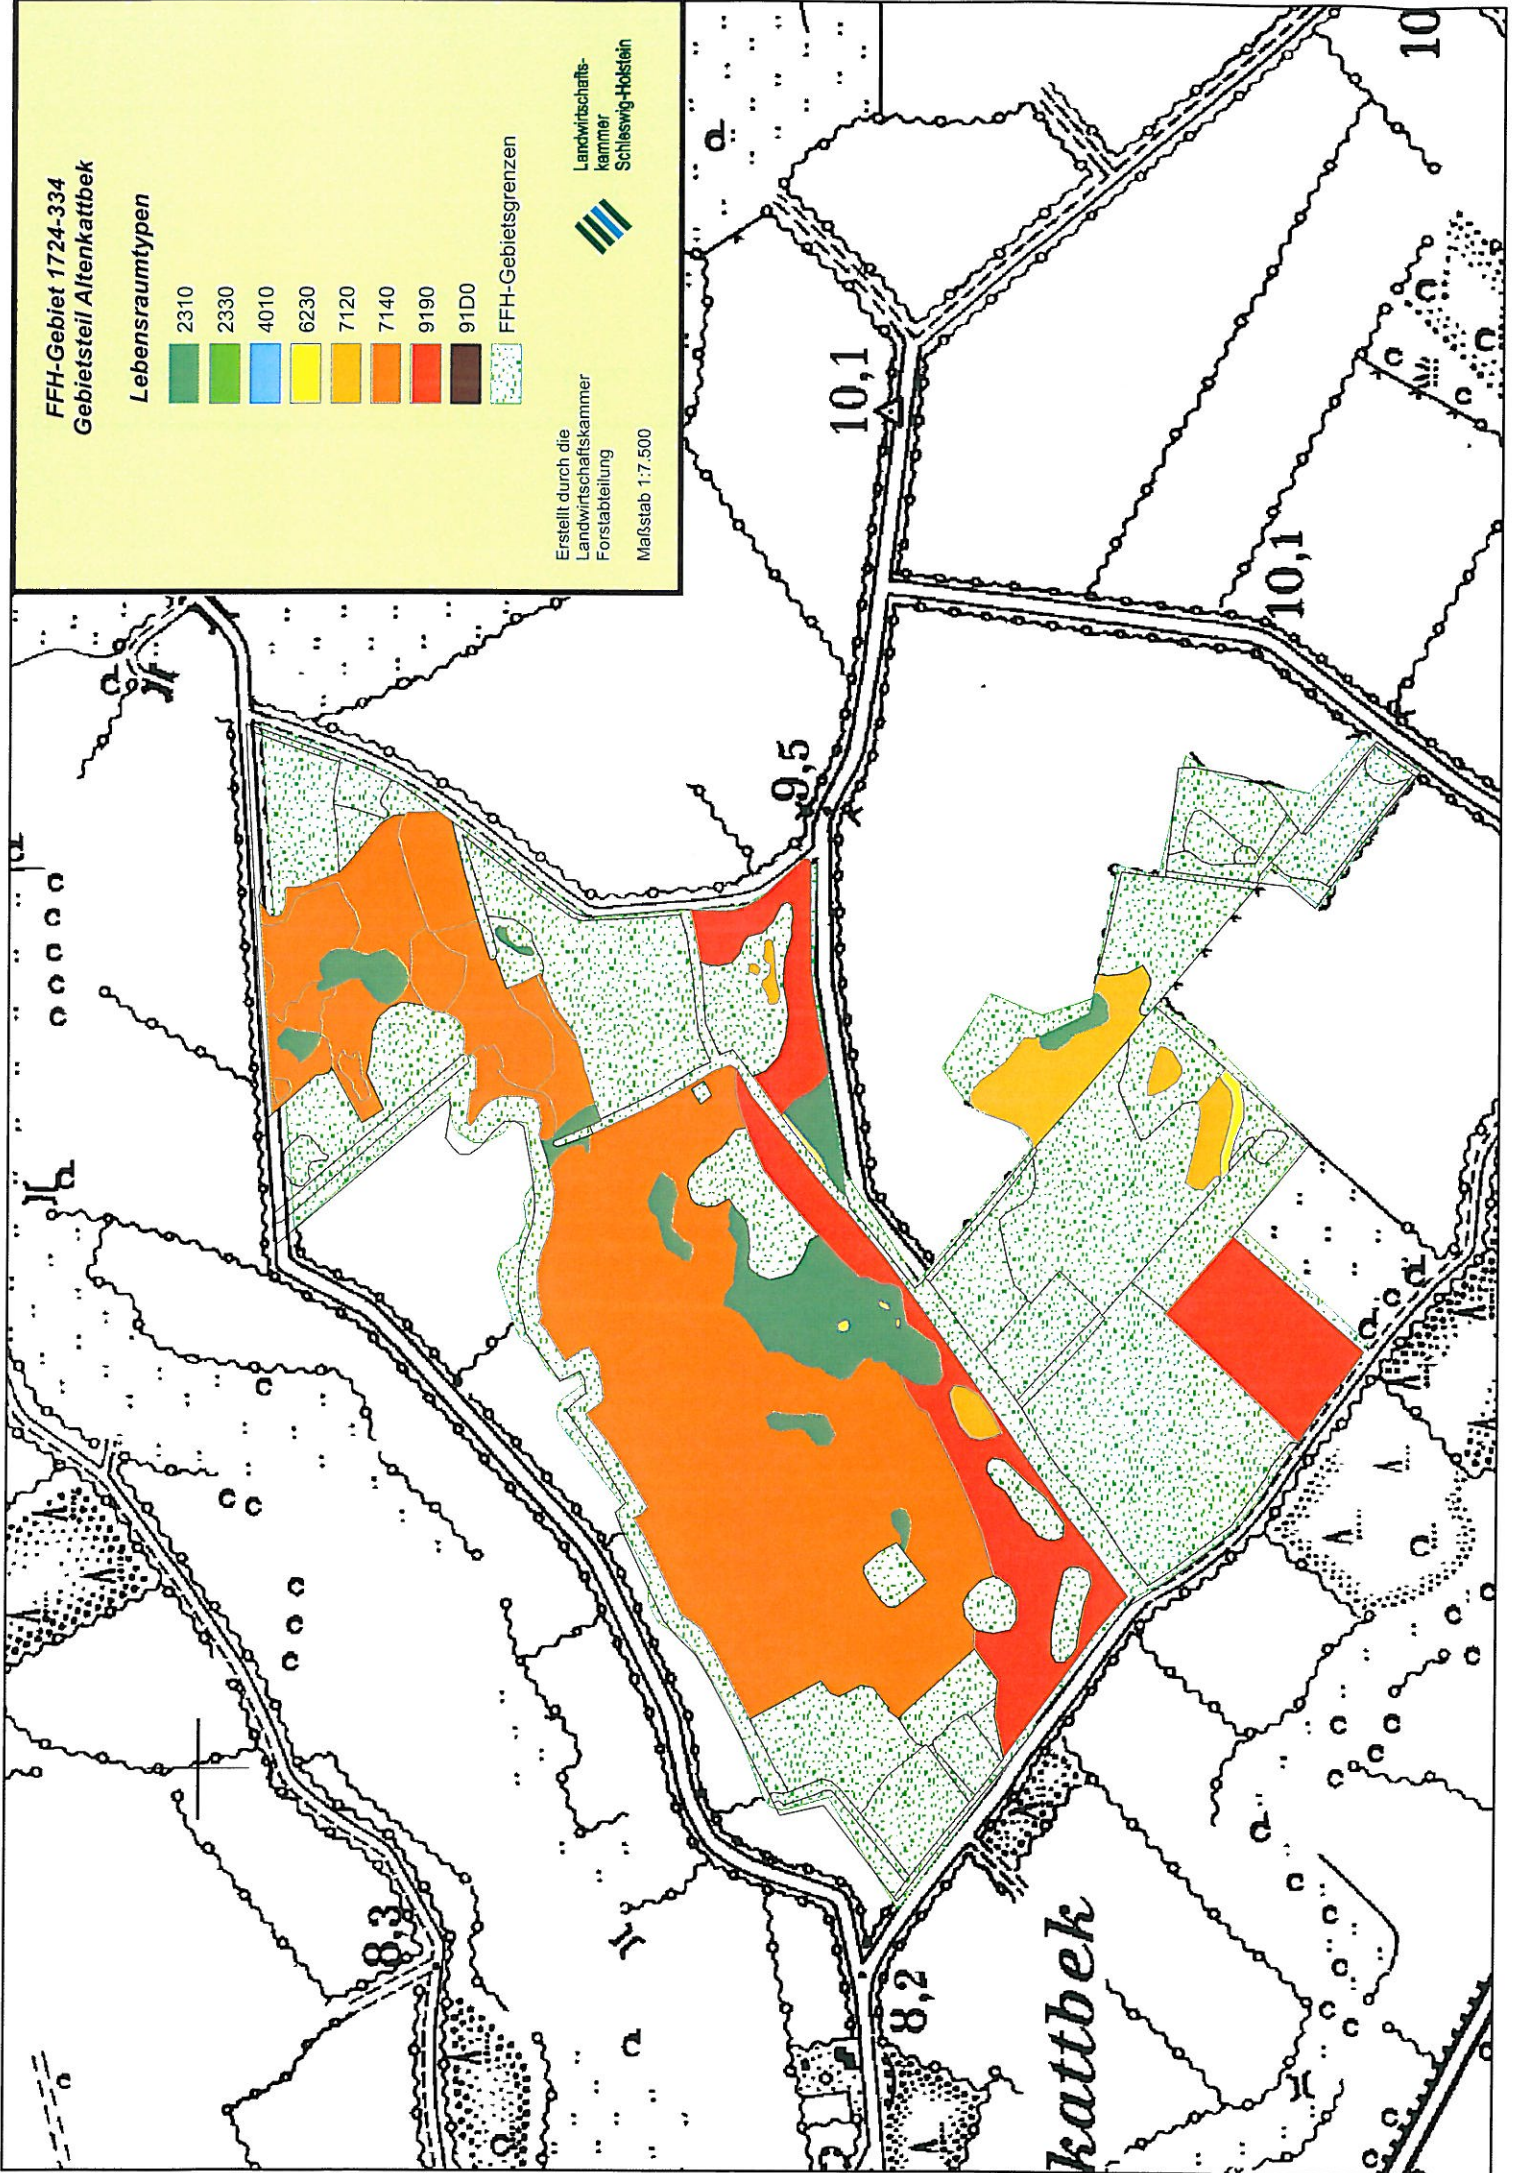 FFH-Gebiet 1724-334
Gebietsteil Altenkattbek
Lebensraumtypen
2310
2330
4010
6230
7120
7140
9190
91D0
FFH-Gebietsgrenzen
Erstellt durch die
Landwirtschaftskammer
Forstabteilung
Maßstab 1:7.500
Landwirtschafts-
kammer
Schleswig-Holstein
10
10,1
10,1
9,5
8,3
8,2
kattbek